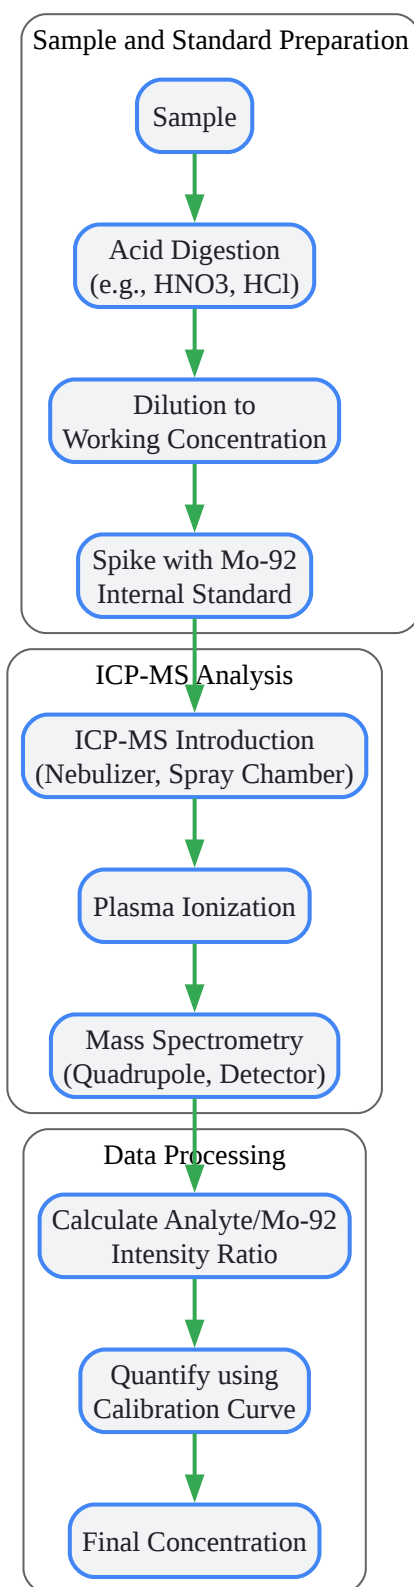 Sample and Standard Preparation
Sample
Acid Digestion
(e.g., HNO3, HCl)
Dilution to
Working Concentration
Spike with Mo-92
Internal Standard
ICP-MS Analysis
ICP-MS Introduction
(Nebulizer, Spray Chamber)
Plasma Ionization
Mass Spectrometry
(Quadrupole, Detector)
Data Processing
Calculate Analyte/Mo-92
Intensity Ratio
Quantify using
Calibration Curve
Final Concentration